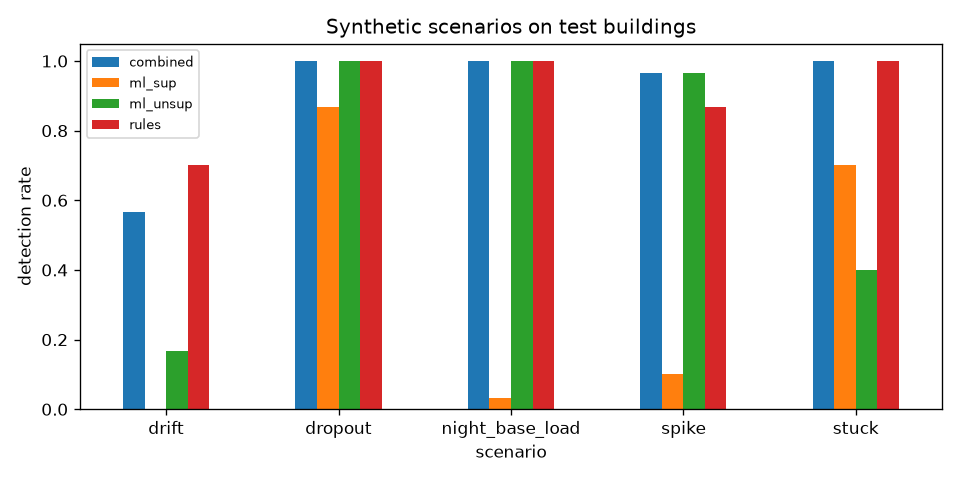 Synthetic scenarios on test buildings
combined
ml_sup
ml_unsup
rules
detection rate
1.0
0.8
0.6
0.4
0.2
0.0
drift dropout night_base_load spike stuck
scenario